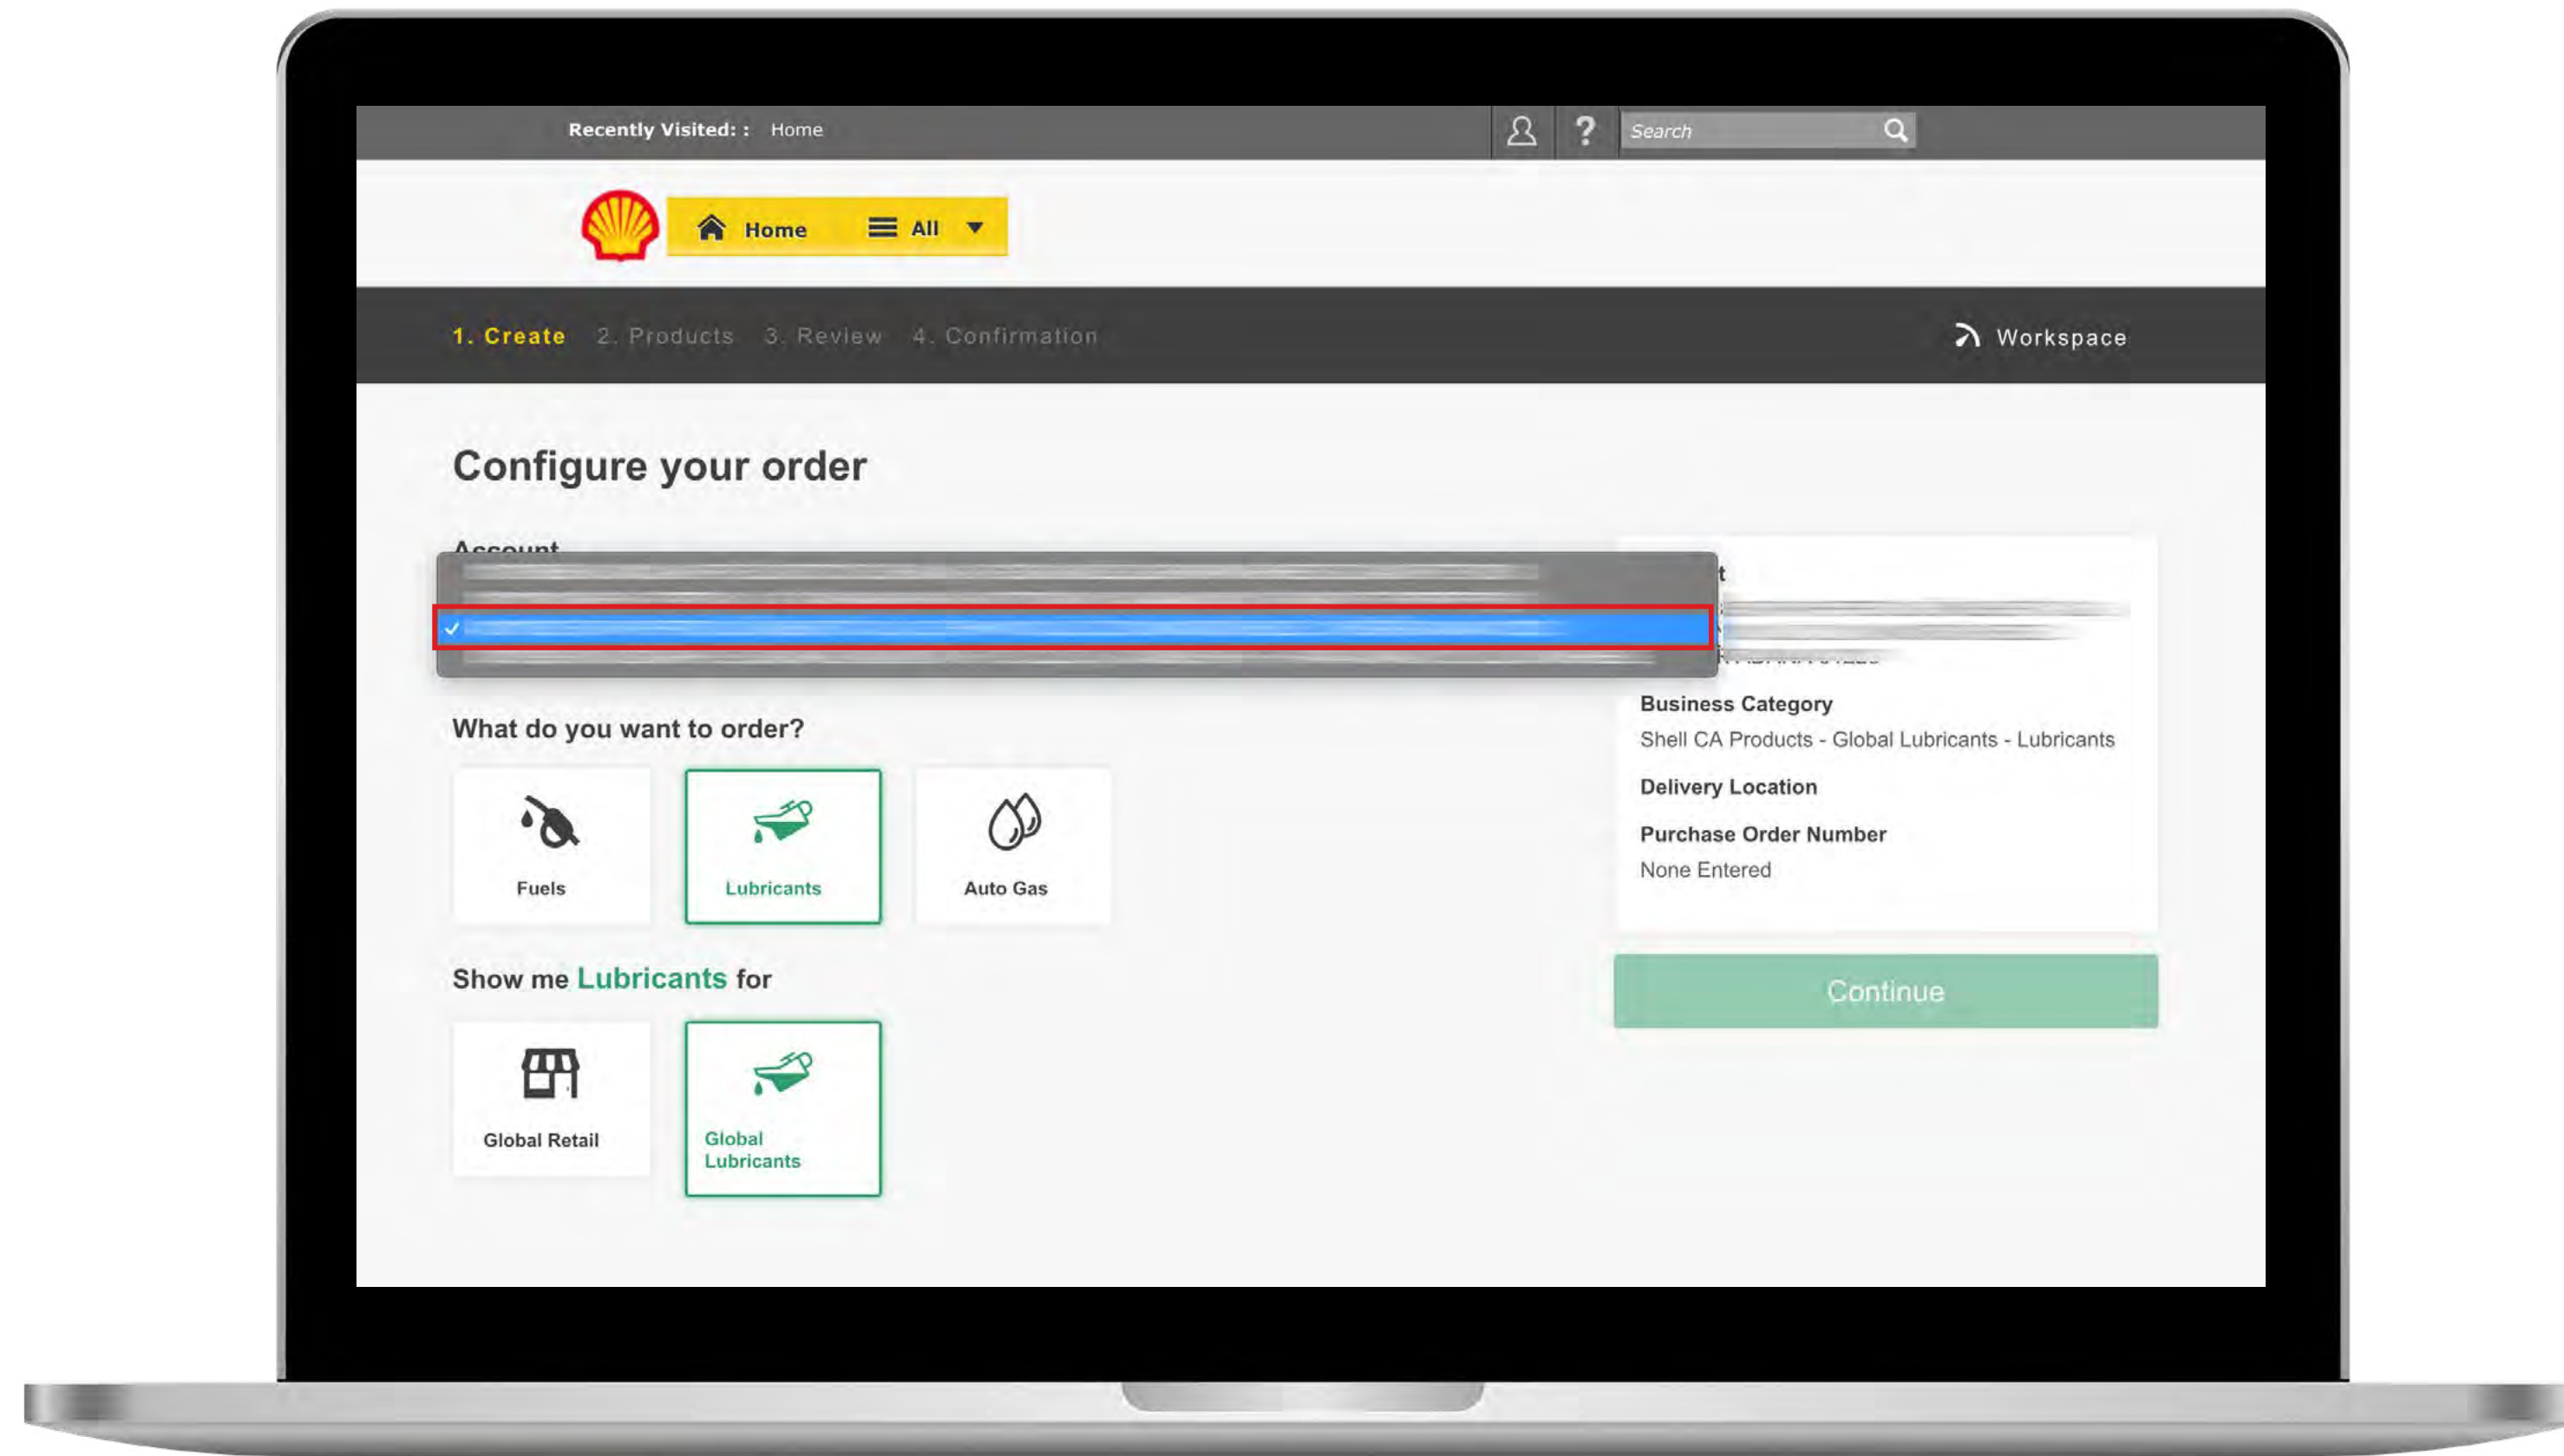 Recently Visited: :
Home
?
Search
Home
All
1. Create
2. Products
3. Review
4. Confirmation
Workspace
Configure your order
Account
What do you want to order?
Fuels
Lubricants
Auto Gas
Show me Lubricants for
Global Retail
Global
Lubricants
Business Category
Shell CA Products - Global Lubricants - Lubricants
Delivery Location
Purchase Order Number
None Entered
Continue